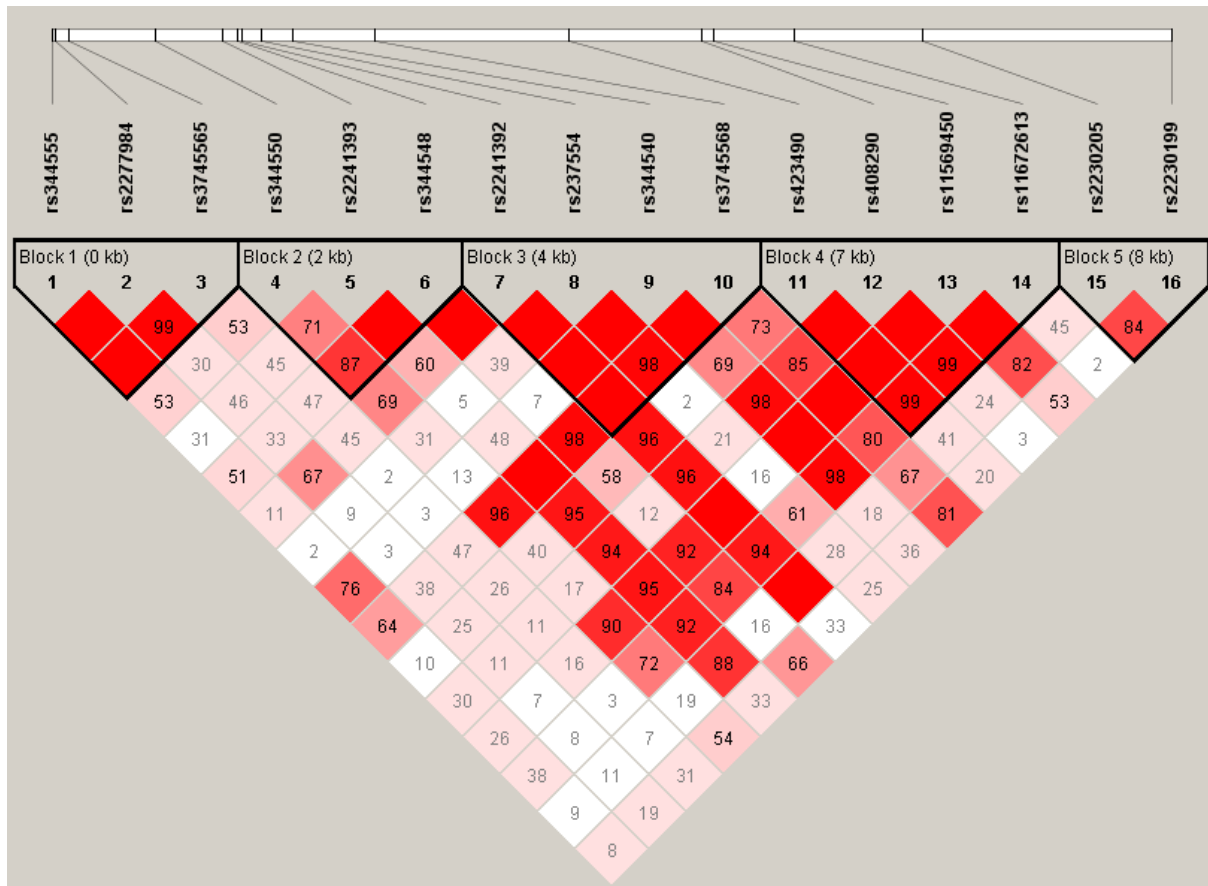 rs344555
rs2277984
rs3745565
rs344550
rs2241393
rs344548
rs2241392
rs237554
rs344540
rs3745568
rs423490
rs408290
rs11569450
rs11672613
rs2230205
rs2230199
Block 1 (0 kb) Block 2 (2 kb) Block 3 (4 kb) Block 4 (7 kb) Block 5 (8 kb)
1 2 3 4 5 6 7 8 9 10 11 12 13 14 15 16
99 53 71 73 45 84
30 45 87 60 39 98 69 85 99 82 2
53 46 47 69 5 7 2 98 99 24 53
31 33 45 31 48 98 96 21 80 41 3
51 67 2 13 58 96 16 98 67 20
11 9 3 96 95 12 61 18 81
2 3 47 40 94 92 94 28 36
76 38 26 17 95 84 25
64 25 11 90 92 16 33
10 11 16 72 88 66
30 7 3 19 33
26 8 7 54
38 11 31
9 19
8